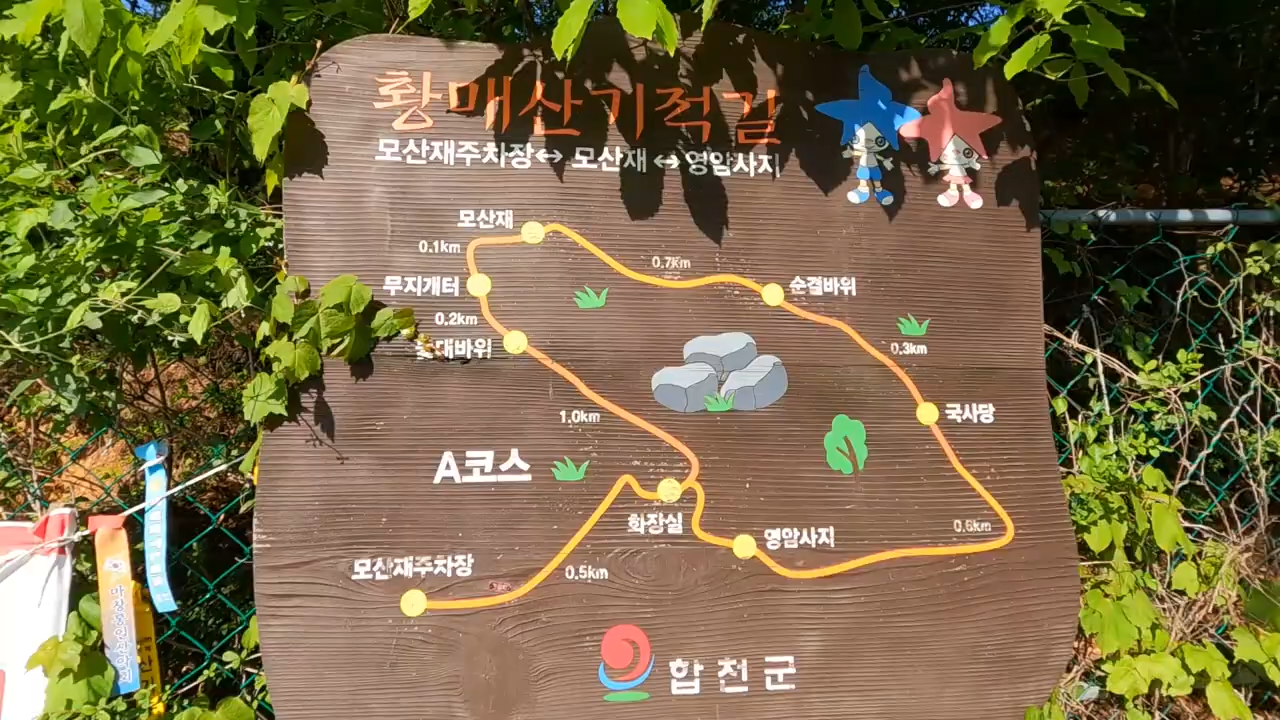 황매산기적길
모산재주차장↔ 모산재 ↔영암사지
모산재
0.1km
0.7km
무지개터
순결바위
0.2km
대바위
0.3km
1.0km
국사당
A코스
화장실
0.6km
영암사지
모산재주차장
0.5km
합천군